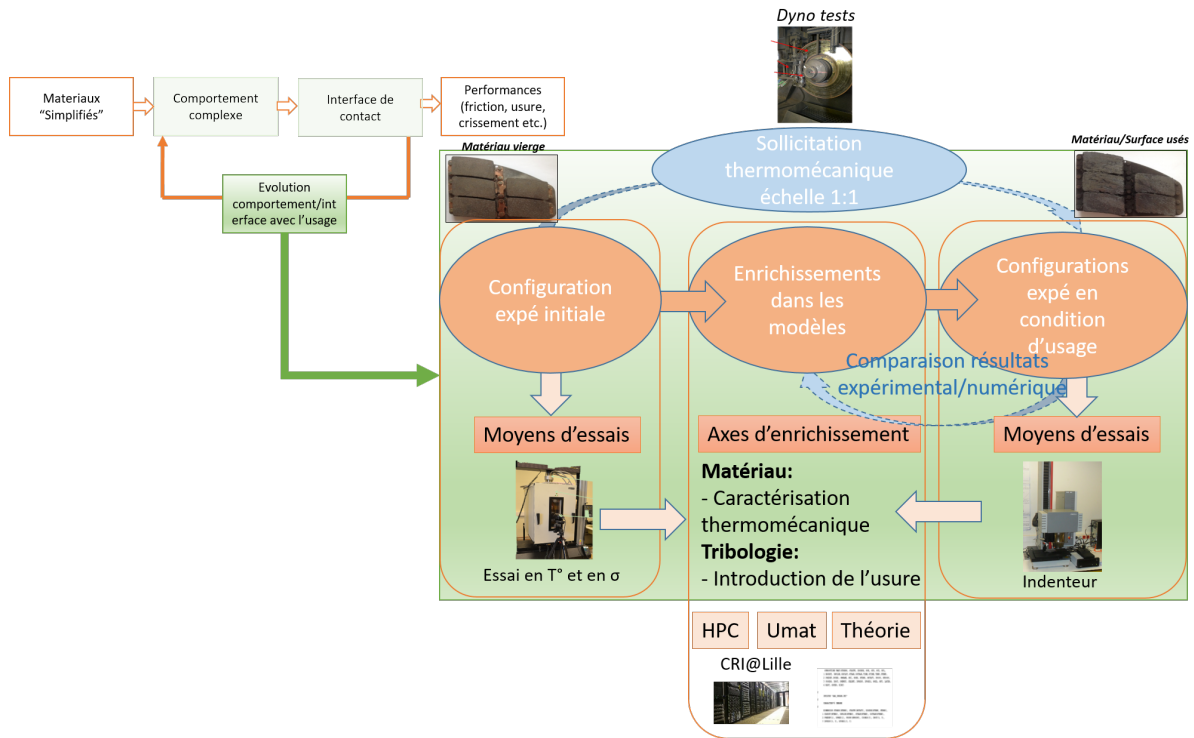 Dyno tests
Materiaux
“Simplifiés”
Comportement
complexe
Interface de
contact
Performances
(friction, usure,
crissement etc.)
Evolution
comportement/int
erface avec l’usage
Matériau vierge
Matériau/Surface usés
Sollicitation
thermomécanique
échelle 1:1
Configuration
expé initiale
Enrichissements
dans les
modèles
Configurations
expé en
condition
d’usage
Comparaison résultats
expérimental/numérique
Moyens d’essais
Axes d’enrichissement
Moyens d’essais
Matériau:
- Caractérisation
thermomécanique
Tribologie:
- Introduction de l’usure
Essai en T° et en σ
Indenteur
HPC
Umat
Théorie
CRI@Lille